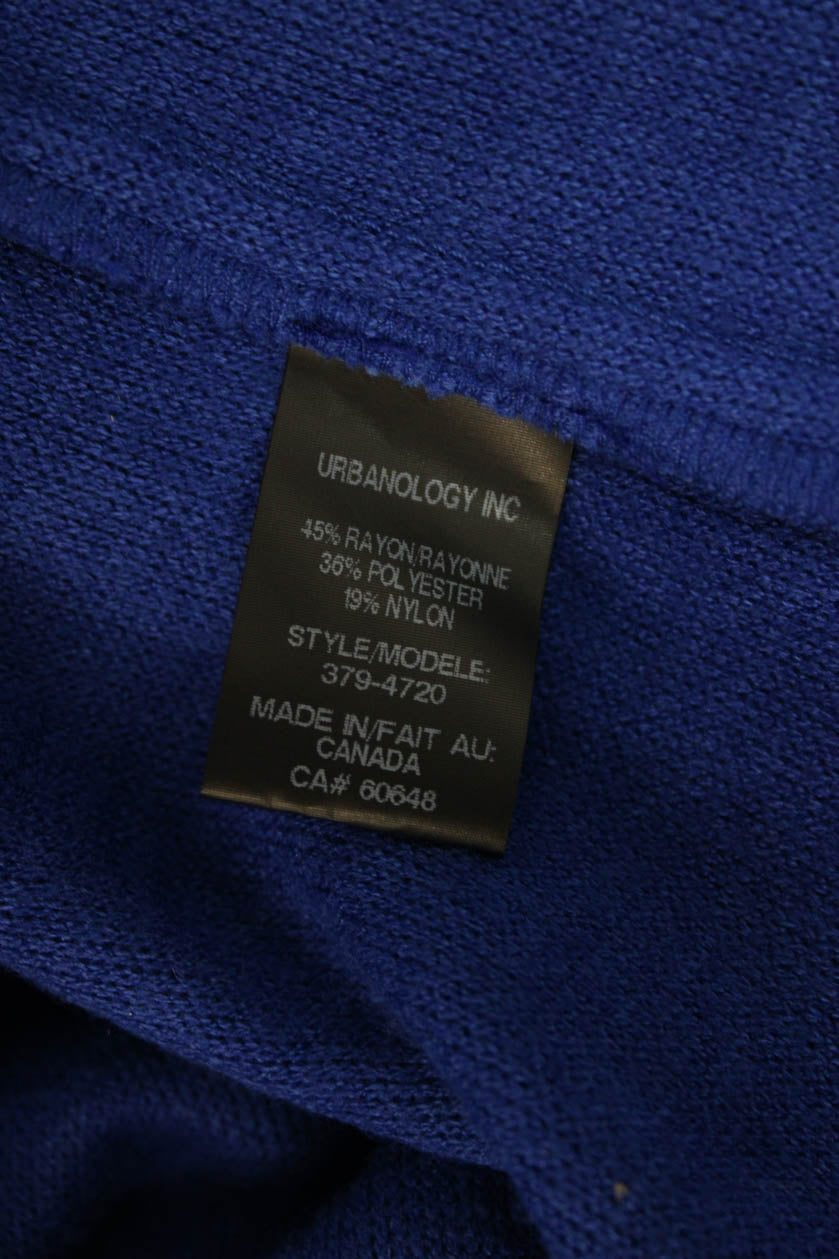 URBANOLOGY INC
45% RAYON/RAYONNE
36% POLYESTER
19% NYLON
STYLE/MODELE:
379-4720
MADE IN/FAIT AU:
CANADA
CA# 60648